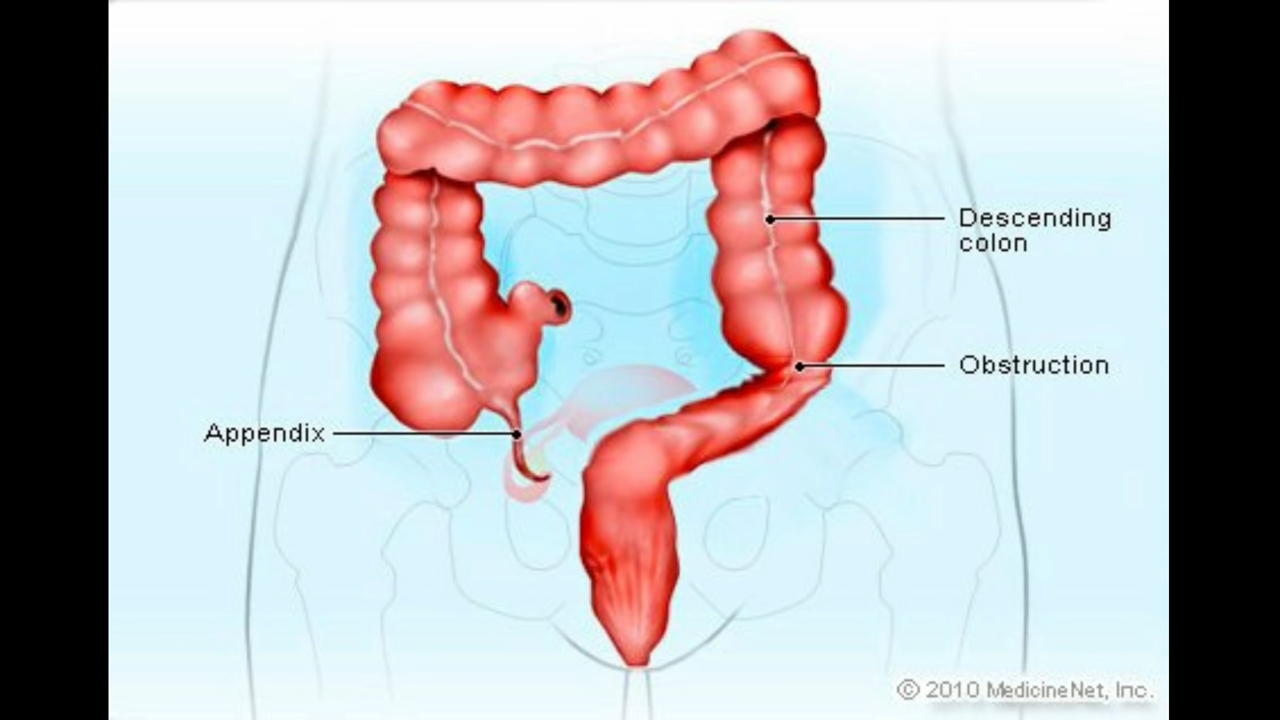 Descending
colon
Obstruction
Appendix
© 2010 MedicineNet, Inc.